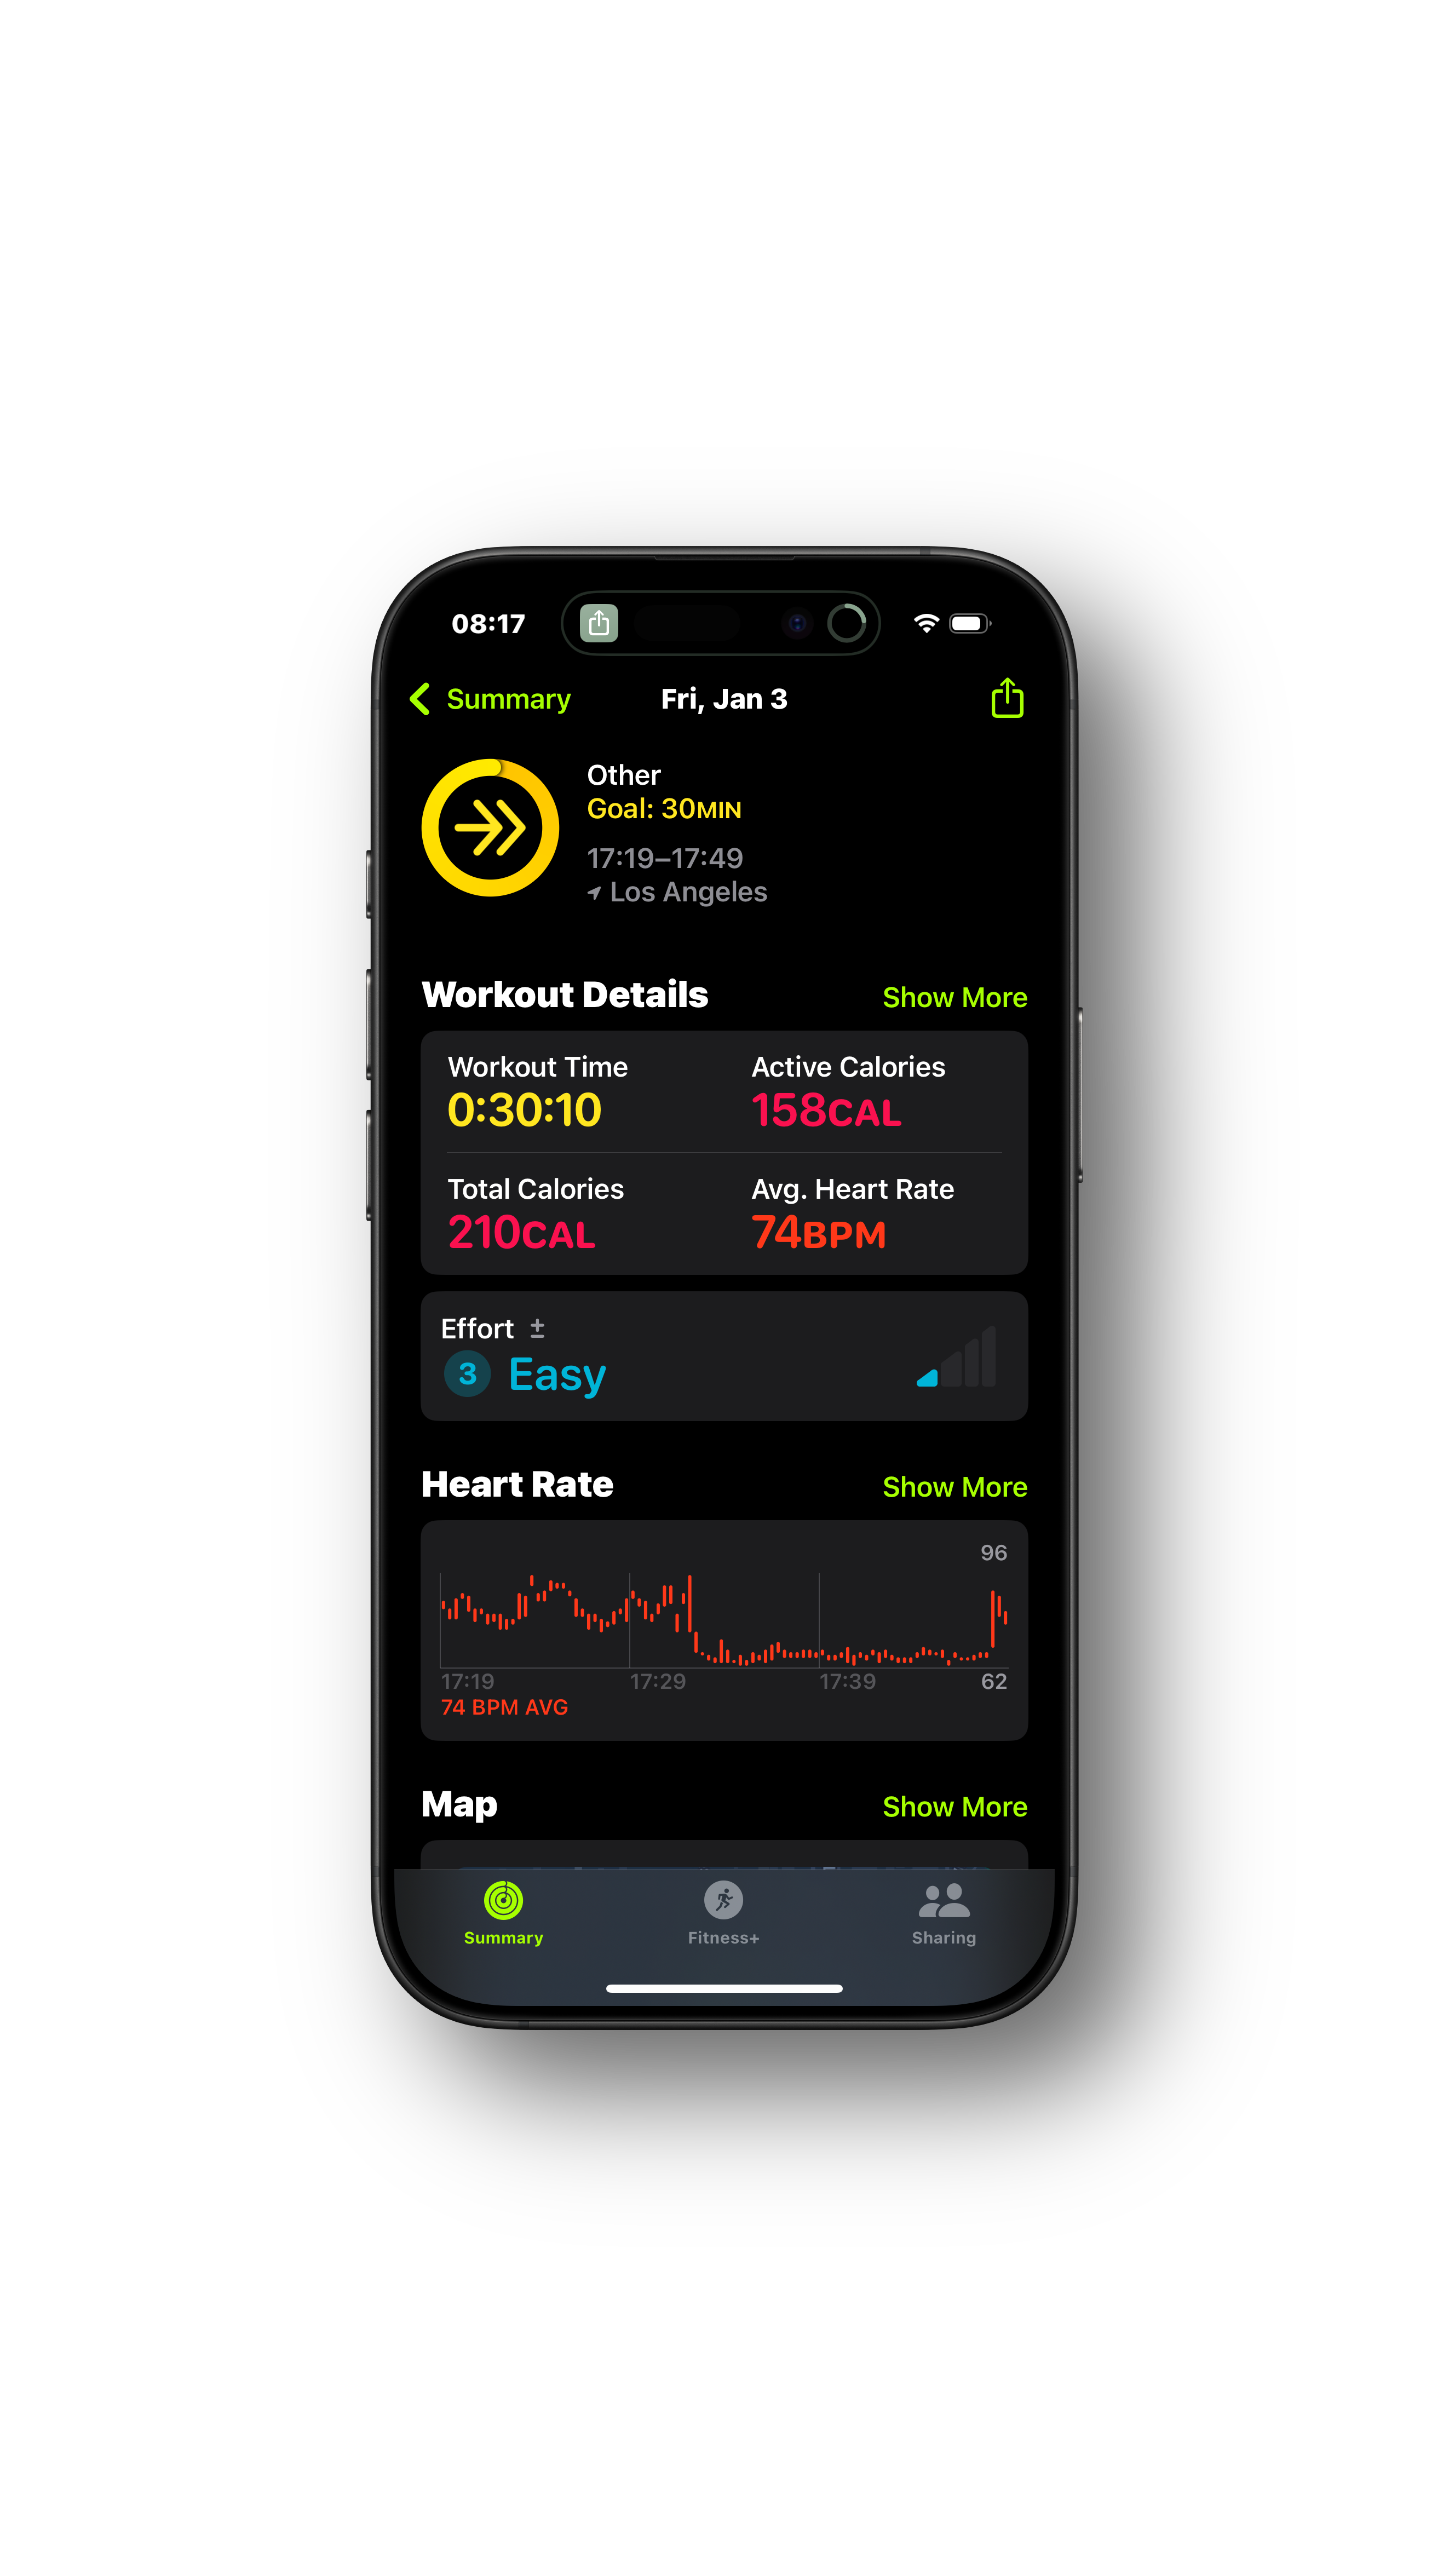 08:17
Summary Fri, Jan 3
Other
Goal: 30MIN
17:19–17:49
Los Angeles
Workout Details Show More
Workout Time Active Calories
0:30:10 158CAL
Total Calories Avg. Heart Rate
210CAL 74BPM
Effort ±
3 Easy
Heart Rate Show More
96
17:19 17:29 17:39 62
74 BPM AVG
Map Show More
Summary Fitness+ Sharing